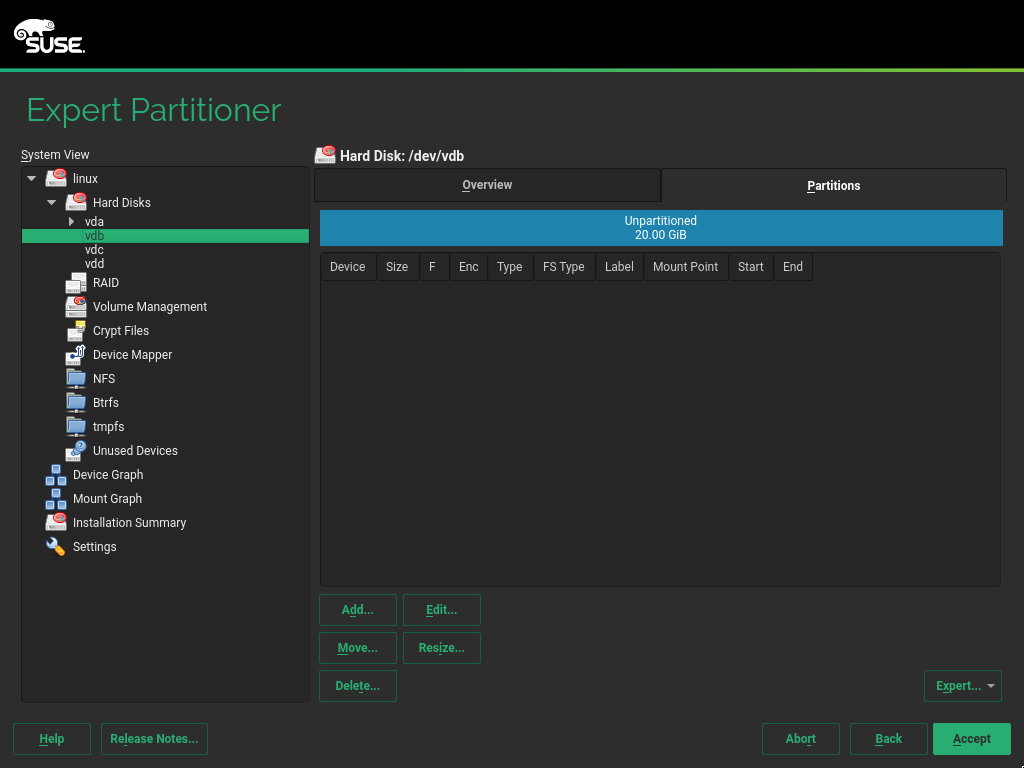 SUSE.
Expert Partitioner
System View
linux
Hard Disks
vda
vdb
vdc
vdd
RAID
Volume Management
Crypt Files
Device Mapper
NFS
Btrfs
tmpfs
Unused Devices
Device Graph
Mount Graph
Installation Summary
Settings
Hard Disk: /dev/vdb
Overview Partitions
Unpartitioned
20.00 GiB
Device Size F Enc Type FS Type Label Mount Point Start End
Add... Edit...
Move... Resize...
Delete... Expert...
Help Release Notes... Abort Back Accept